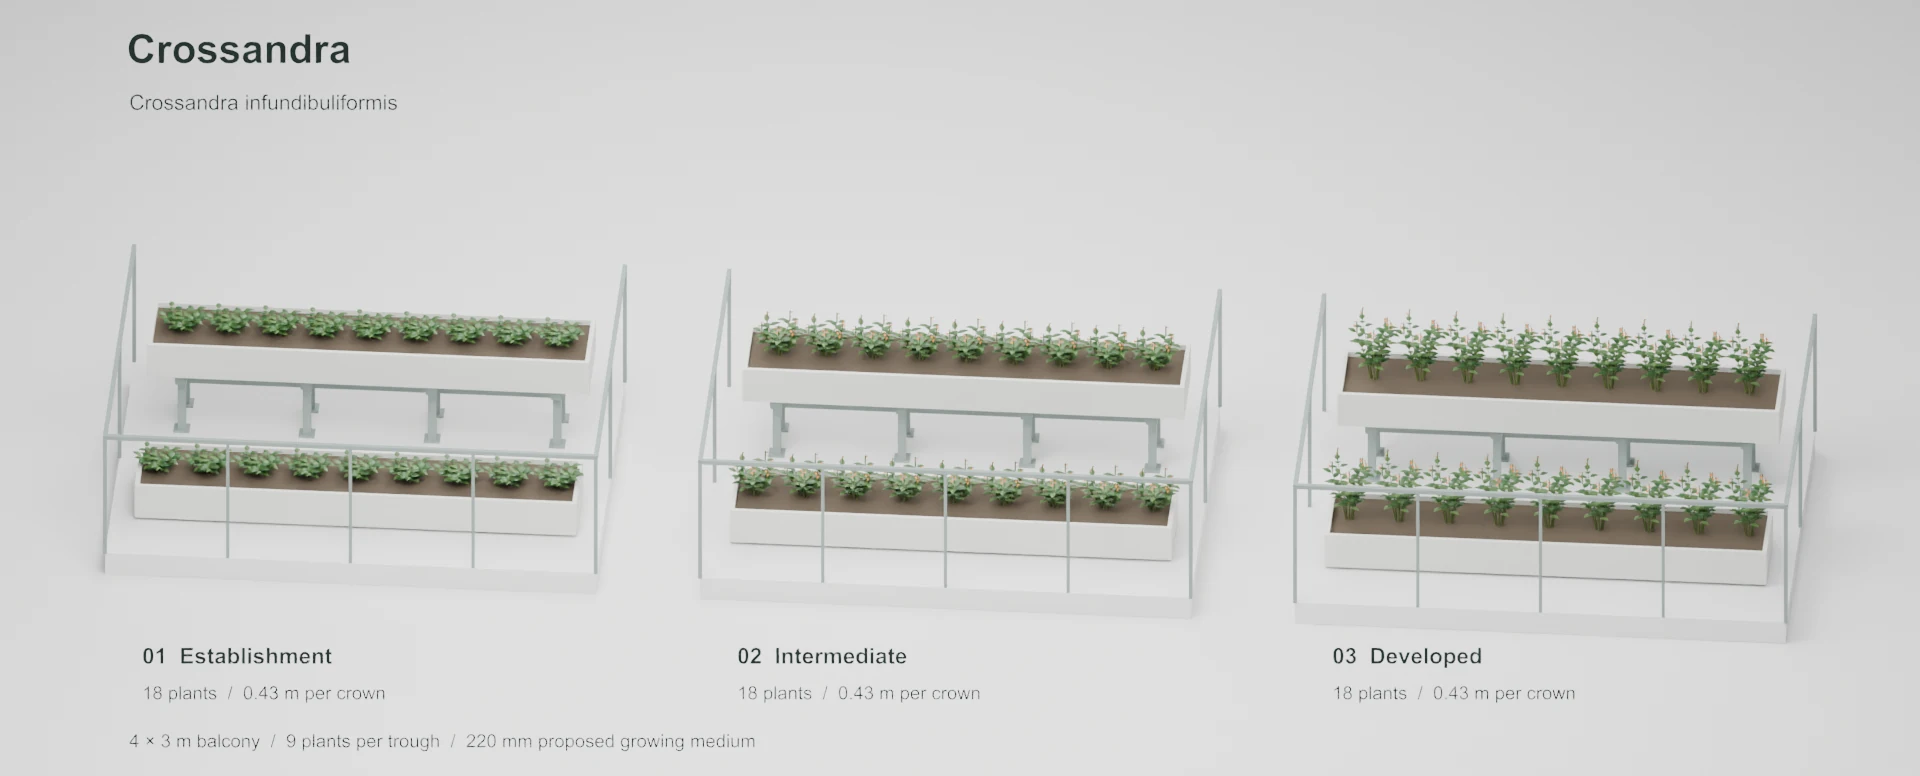 Crossandra
Crossandra infundibuliformis
01 Establishment
18 plants / 0.43 m per crown
02 Intermediate
18 plants / 0.43 m per crown
03 Developed
18 plants / 0.43 m per crown
4 × 3 m balcony / 9 plants per trough / 220 mm proposed growing medium